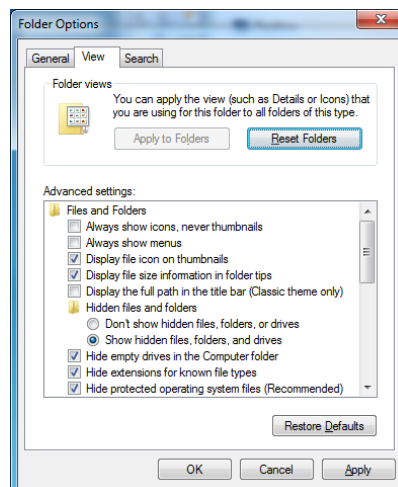 Folder Options
General View Search
Folder views
You can apply the view (such as Details or Icons) that
you are using for this folder to all folders of this type.
Apply to Folders Reset Folders
Advanced settings:
Files and Folders
Always show icons, never thumbnails
Always show menus
Display file icon on thumbnails
Display file size information in folder tips
Display the full path in the title bar (Classic theme only)
Hidden files and folders
Don't show hidden files, folders, or drives
Show hidden files, folders, and drives
Hide empty drives in the Computer folder
Hide extensions for known file types
Hide protected operating system files (Recommended)
Restore Defaults
OK Cancel Apply